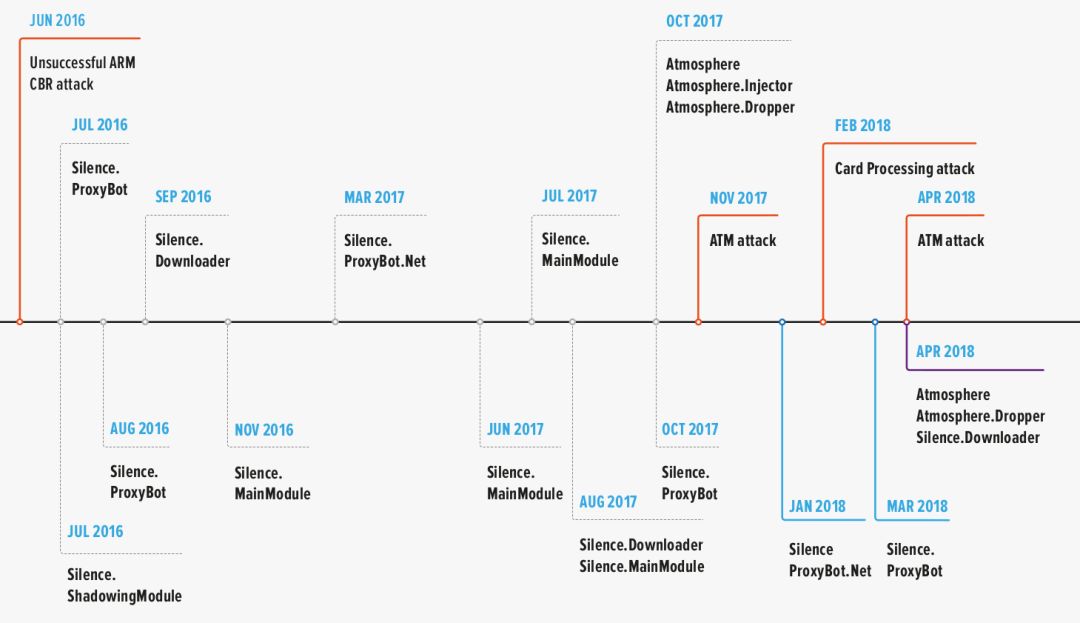 JUN 2016
Unsuccessful ARM
CBR attack
JUL 2016
Silence.
ProxyBot
SEP 2016
Silence.
Downloader
MAR 2017
Silence.
ProxyBot.Net
JUL 2017
Silence.
MainModule
OCT 2017
Atmosphere
Atmosphere.Injector
Atmosphere.Dropper
NOV 2017
ATM attack
FEB 2018
Card Processing attack
APR 2018
ATM attack
JUL 2016
Silence.
ShadowingModule
AUG 2016
Silence.
ProxyBot
NOV 2016
Silence.
MainModule
JUN 2017
Silence.
MainModule
AUG 2017
Silence.Downloader
Silence.MainModule
OCT 2017
Silence.
ProxyBot
JAN 2018
Silence
ProxyBot.Net
MAR 2018
Silence.
ProxyBot
APR 2018
Atmosphere
Atmosphere.Dropper
Silence.Downloader